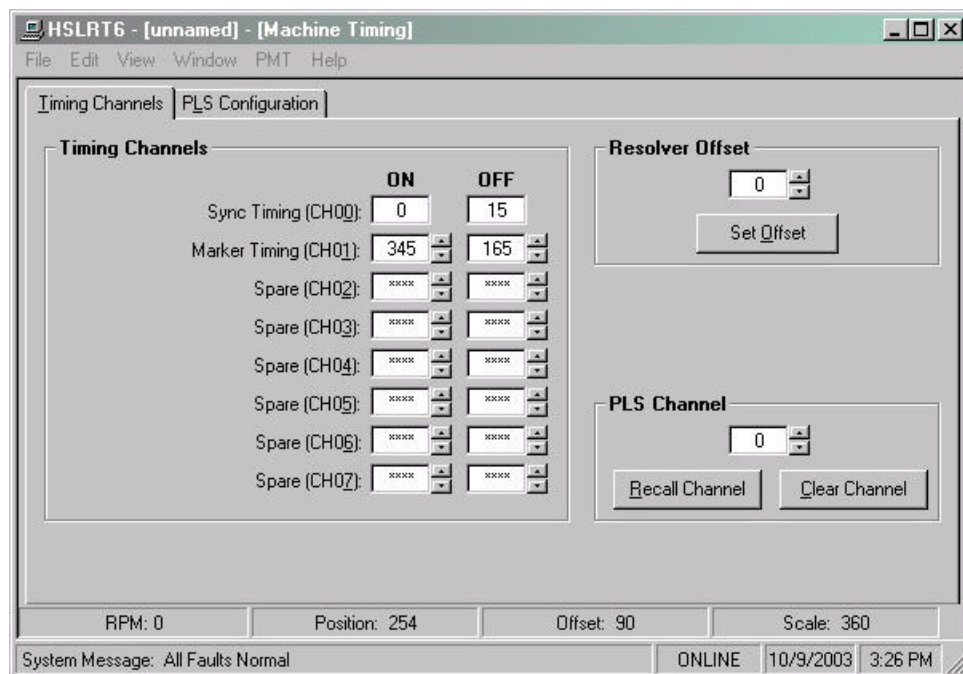 HSLRT6 - [unnamed] - [Machine Timing]
File Edit View Window PMT Help
Timing Channels PLS Configuration
Timing Channels
ON OFF
Sync Timing (CH00): 0 15
Marker Timing (CH01): 345 165
Spare (CH02): **** ****
Spare (CH03): **** ****
Spare (CH04): **** ****
Spare (CH05): **** ****
Spare (CH06): **** ****
Spare (CH07): **** ****
Resolver Offset
0
Set Offset
PLS Channel
0
Recall Channel Clear Channel
RPM: 0 Position: 254 Offset: 90 Scale: 360
System Message: All Faults Normal ONLINE 10/9/2003 3:26 PM